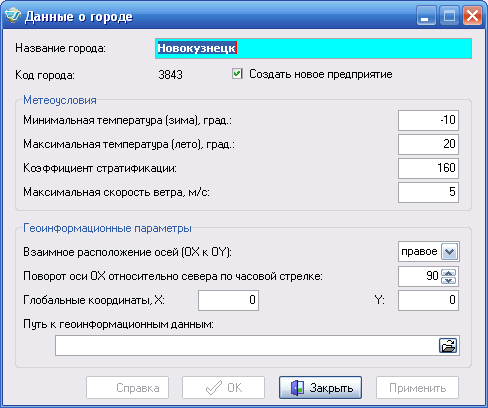 Данные о городе
Название города: Новокузнецк
Код города: 3843 Создать новое предприятие
Метеоусловия
Минимальная температура (зима), град.: -10
Максимальная температура (лето), град.: 20
Коэффициент стратификации: 160
Максимальная скорость ветра, м/с: 5
Геоинформационные параметры
Взаимное расположение осей (OX к OY): правое
Поворот оси OX относительно севера по часовой стрелке: 90
Глобальные координаты, X: 0 Y: 0
Путь к геоинформационным данным:
Справка OK Закрыть Применить